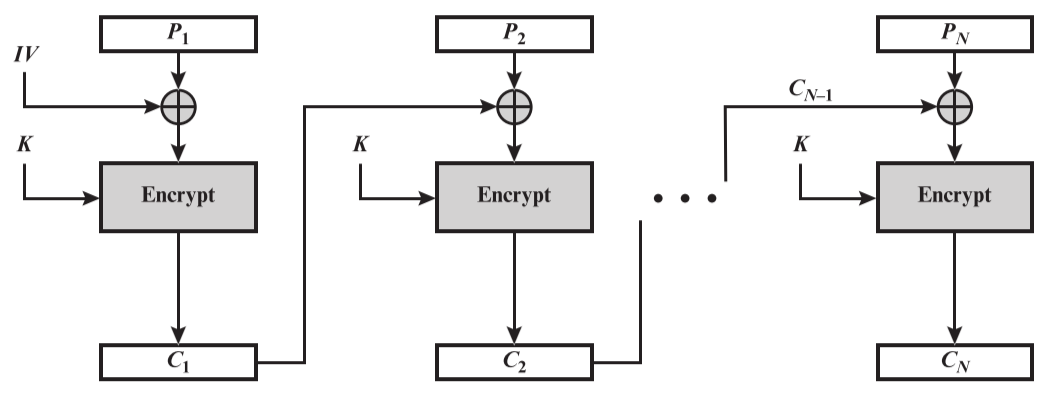 P1 P2 PN
IV
CN–1
K K K
Encrypt Encrypt • • • Encrypt
C1 C2 CN